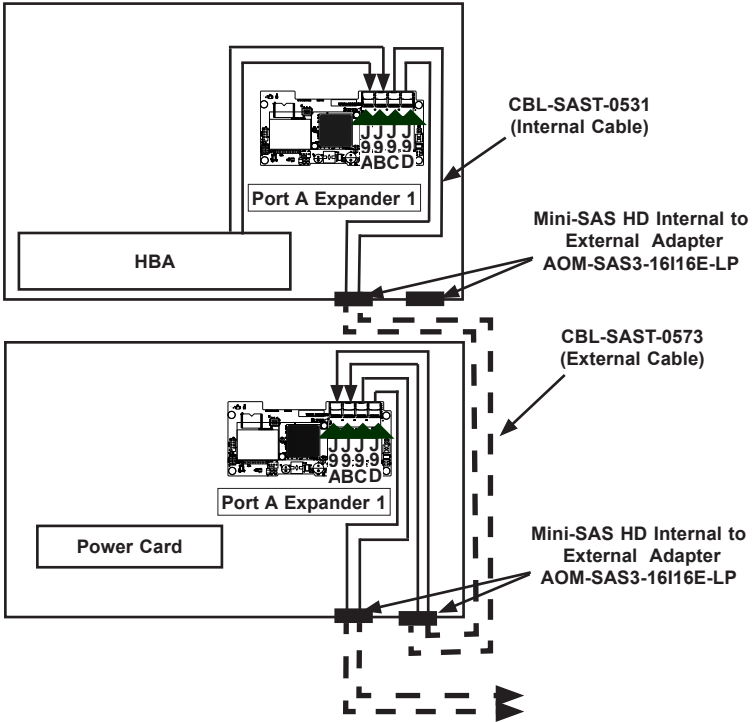 CBL-SAST-0531
(Internal Cable)
J J J J
9 9 9 9
A B C D
Port A Expander 1
HBA
Mini-SAS HD Internal to
External Adapter
AOM-SAS3-16I16E-LP
CBL-SAST-0573
(External Cable)
J J J J
9 9 9 9
A B C D
Port A Expander 1
Power Card
Mini-SAS HD Internal to
External Adapter
AOM-SAS3-16I16E-LP